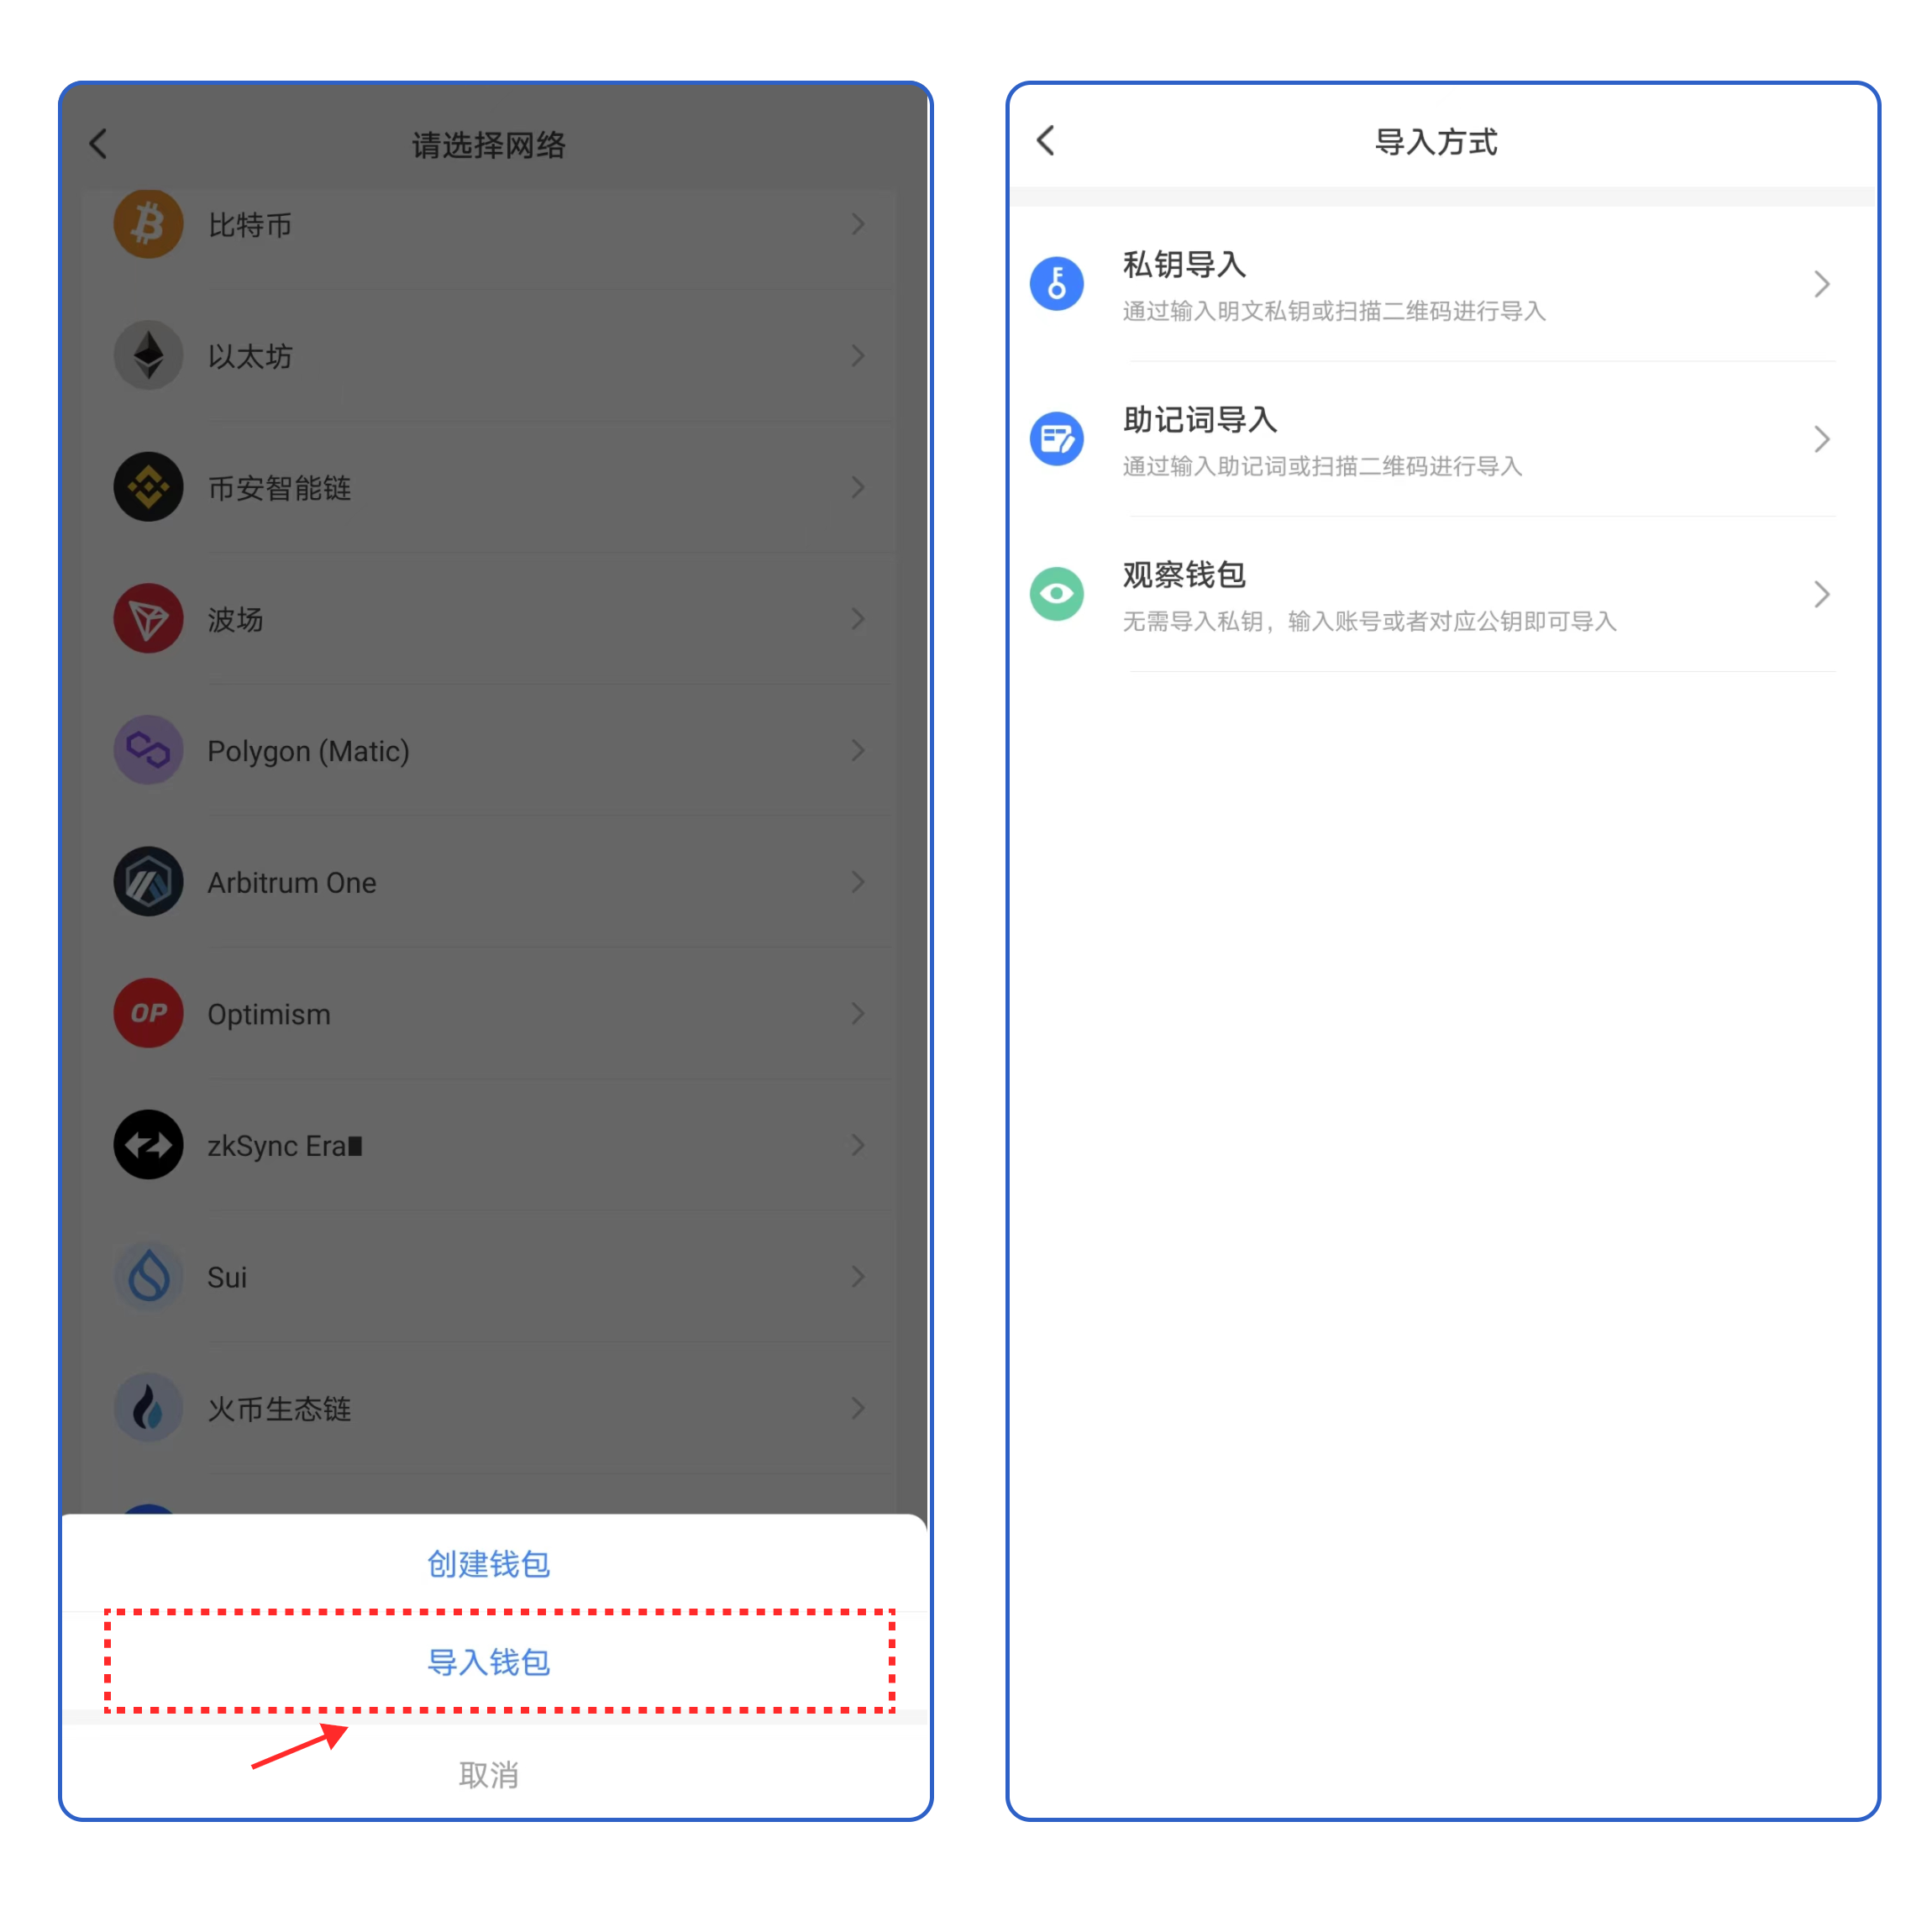 请选择网络
比特币
以太坊
币安智能链
波场
Polygon (Matic)
Arbitrum One
OP
Optimism
zkSync Era∎
Sui
火币生态链
创建钱包
导入钱包
取消
导入方式
私钥导入
通过输入明文私钥或扫描二维码进行导入
助记词导入
通过输入助记词或扫描二维码进行导入
观察钱包
无需导入私钥，输入账号或者对应公钥即可导入